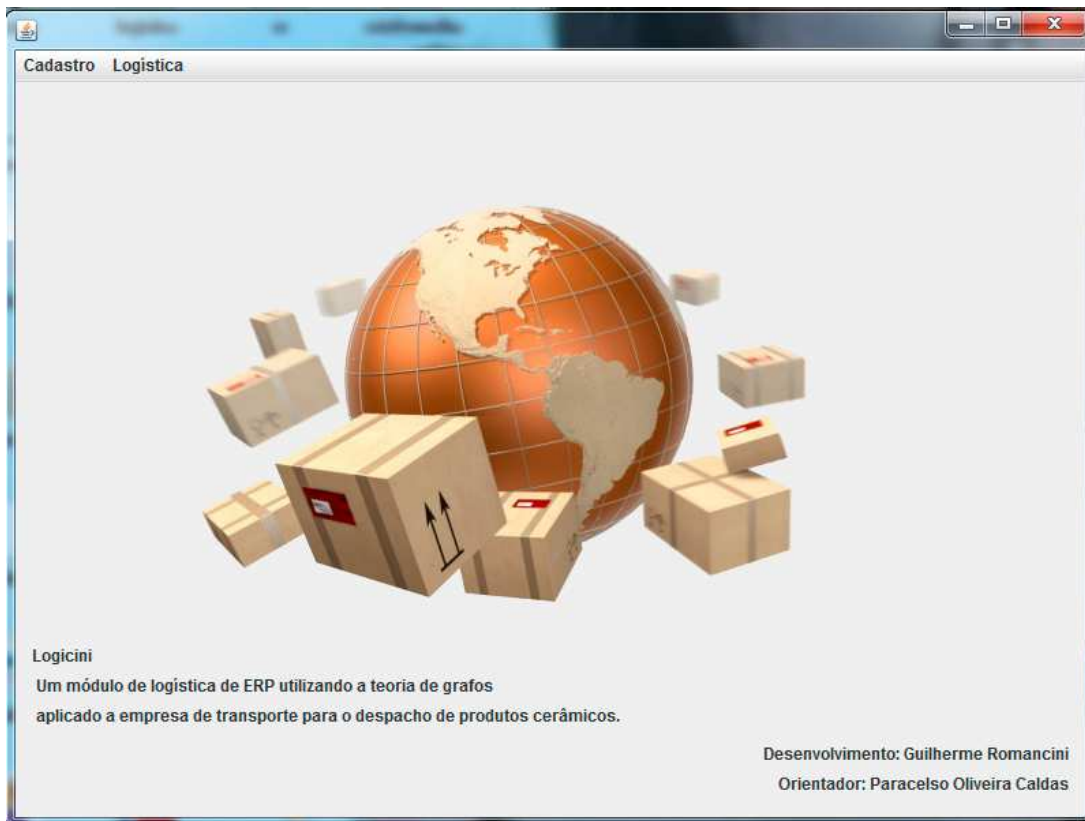 Cadastro Logística
Logicini
Um módulo de logística de ERP utilizando a teoria de grafos
aplicado a empresa de transporte para o despacho de produtos cerâmicos.
Desenvolvimento: Guilherme Romancini
Orientador: Paracelso Oliveira Caldas